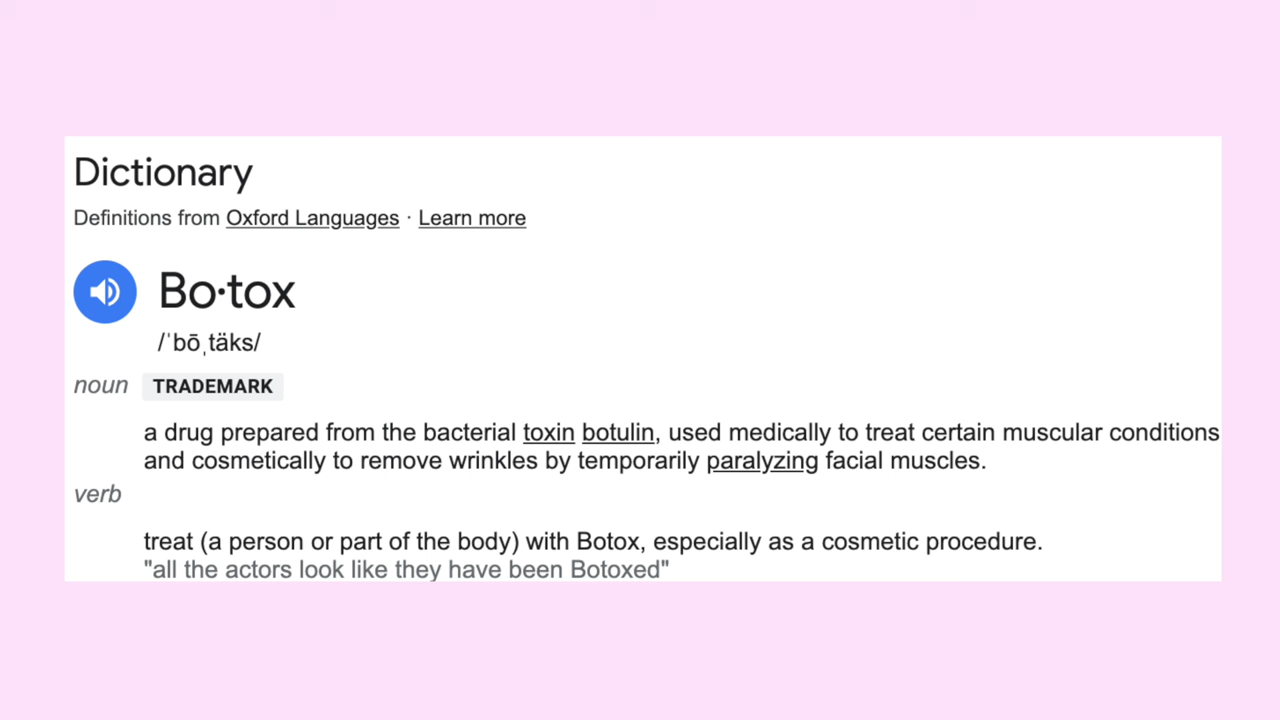 Dictionary
Definitions from Oxford Languages · Learn more
Bo·tox
/ˈbōˌtäks/
noun TRADEMARK
a drug prepared from the bacterial toxin botulin, used medically to treat certain muscular conditions
and cosmetically to remove wrinkles by temporarily paralyzing facial muscles.
verb
treat (a person or part of the body) with Botox, especially as a cosmetic procedure.
"all the actors look like they have been Botoxed"